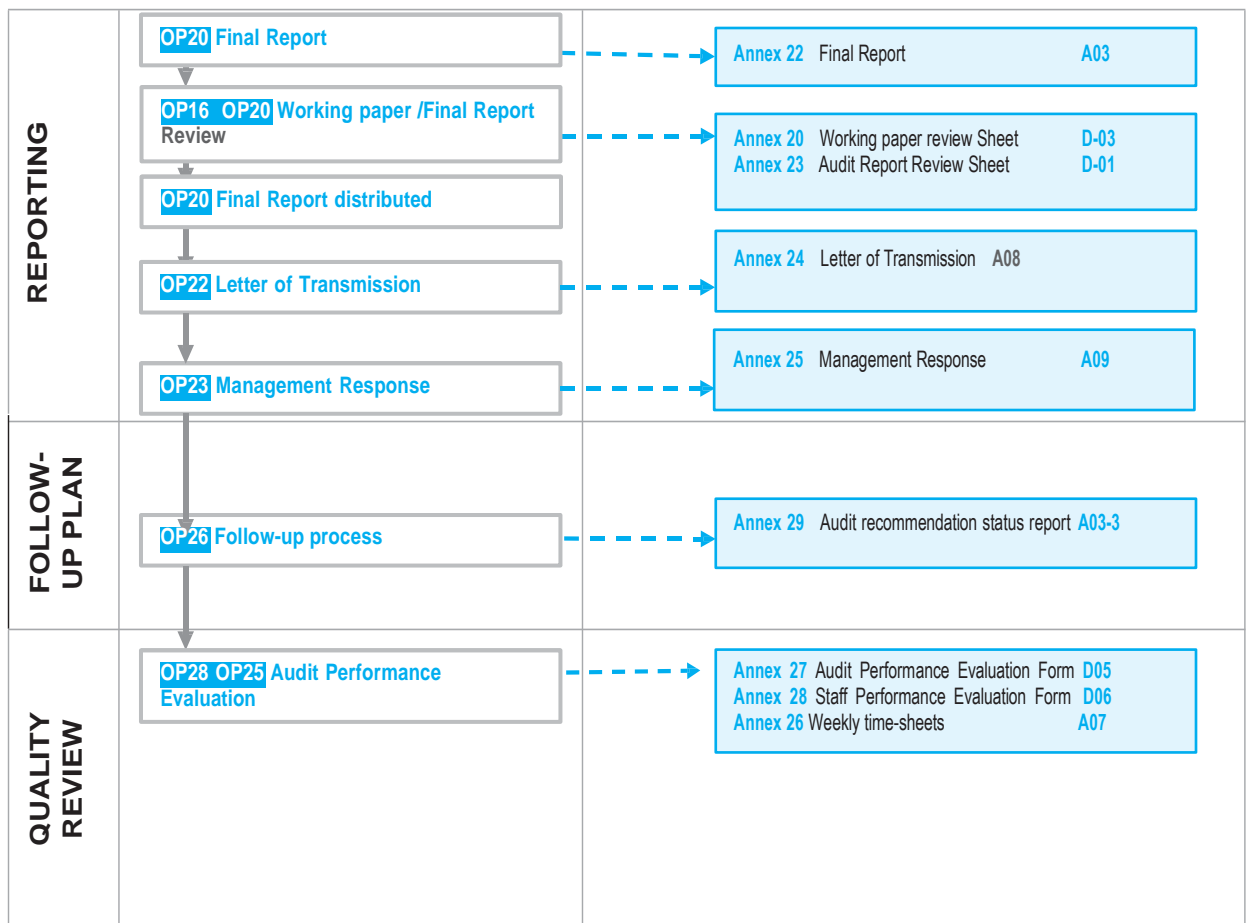 REPORTING
OP20 Final Report
Annex 22 Final Report A03
OP16 OP20 Working paper /Final Report
Review
Annex 20 Working paper review Sheet D-03
Annex 23 Audit Report Review Sheet D-01
OP20 Final Report distributed
OP22 Letter of Transmission
Annex 24 Letter of Transmission A08
OP23 Management Response
Annex 25 Management Response A09
FOLLOW-
UP PLAN
OP26 Follow-up process
Annex 29 Audit recommendation status report A03-3
QUALITY
REVIEW
OP28 OP25 Audit Performance
Evaluation
Annex 27 Audit Performance Evaluation Form D05
Annex 28 Staff Performance Evaluation Form D06
Annex 26 Weekly time-sheets A07